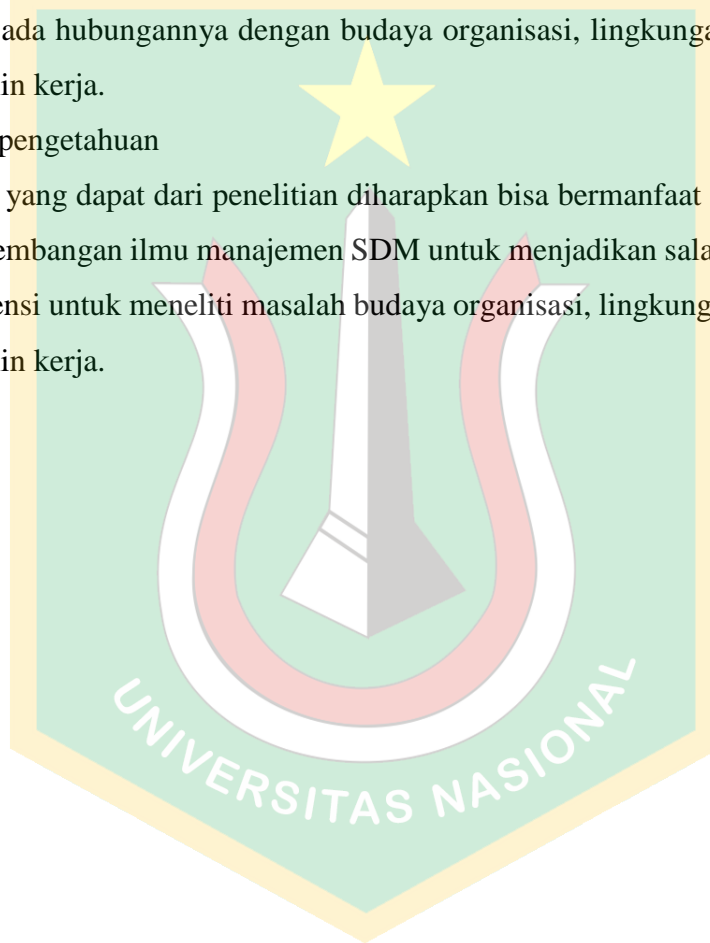 ada hubungannya dengan budaya organisasi, lingkunga
in kerja.
pengetahuan
yang dapat dari penelitian diharapkan bisa bermanfaat
embangan ilmu manajemen SDM untuk menjadikan sala
ensi untuk meneliti masalah budaya organisasi, lingkung
in kerja.
UNIVERSITAS NASIONAL